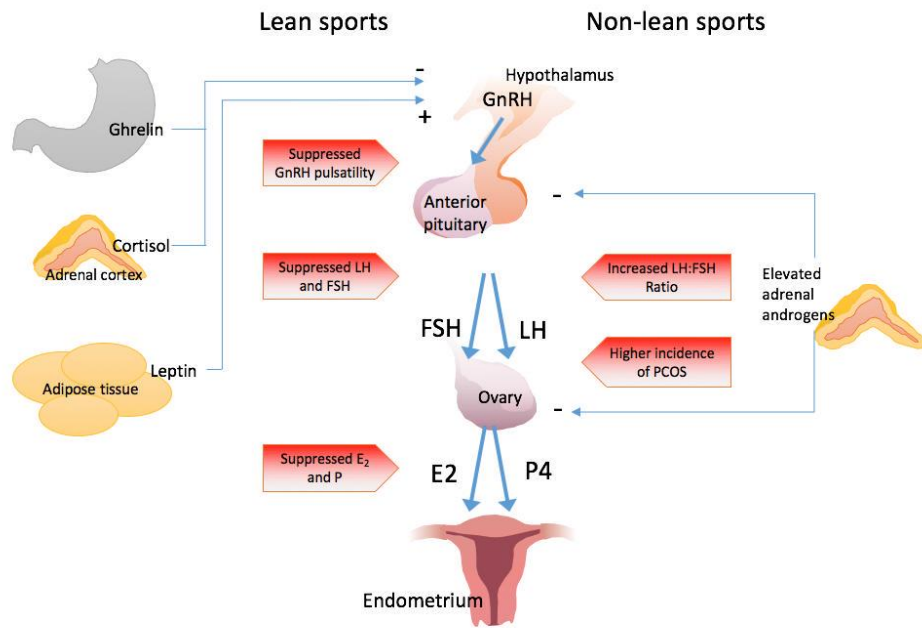 Lean sports
Non-lean sports
-
+
Hypothalamus
GnRH
Ghrelin
Suppressed
GnRH pulsatility
Anterior
pituitary
-
Cortisol
Adrenal cortex
Suppressed LH
and FSH
Increased LH:FSH
Ratio
Elevated
adrenal
androgens
FSH
LH
Higher incidence
of PCOS
Leptin
Adipose tissue
Ovary
-
Suppressed E₂
and P
E2
P4
Endometrium